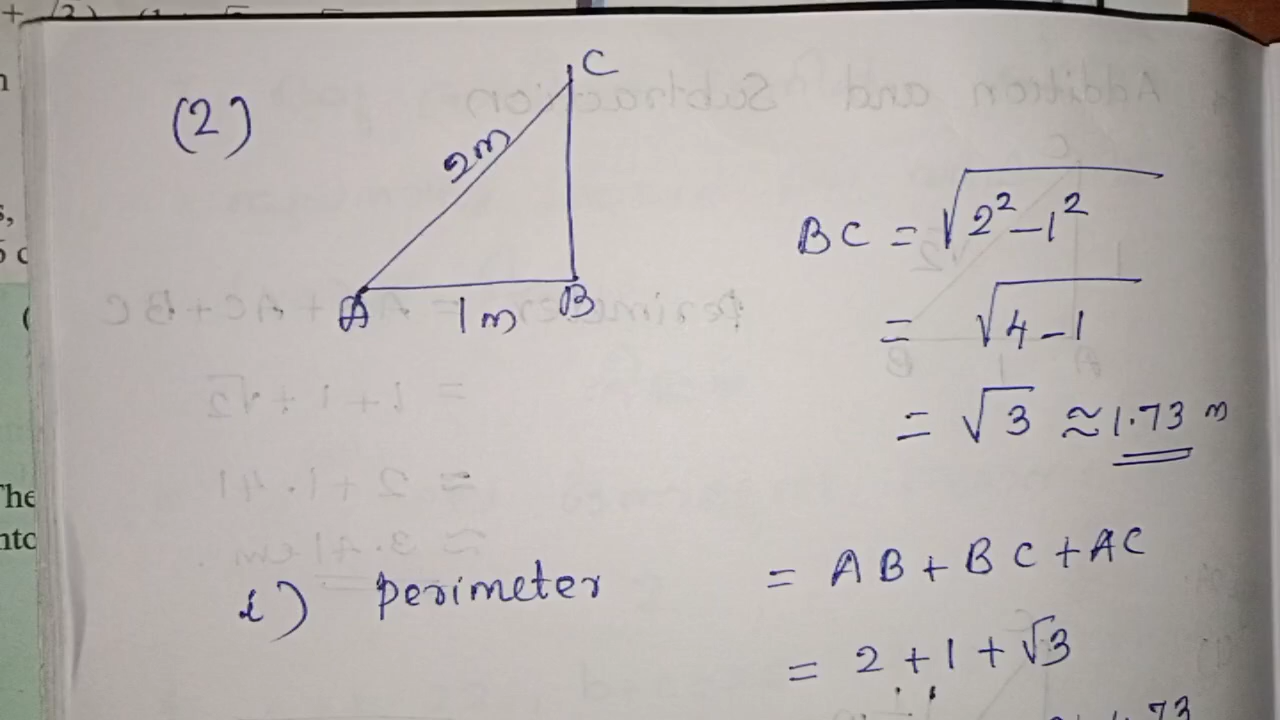 (2)
C
2m
A
1m
B
BC = √2² - 1²
= √4 - 1
= √3 ≈ 1.73 m
i) Perimeter = AB + BC + AC
= 2 + 1 + √3